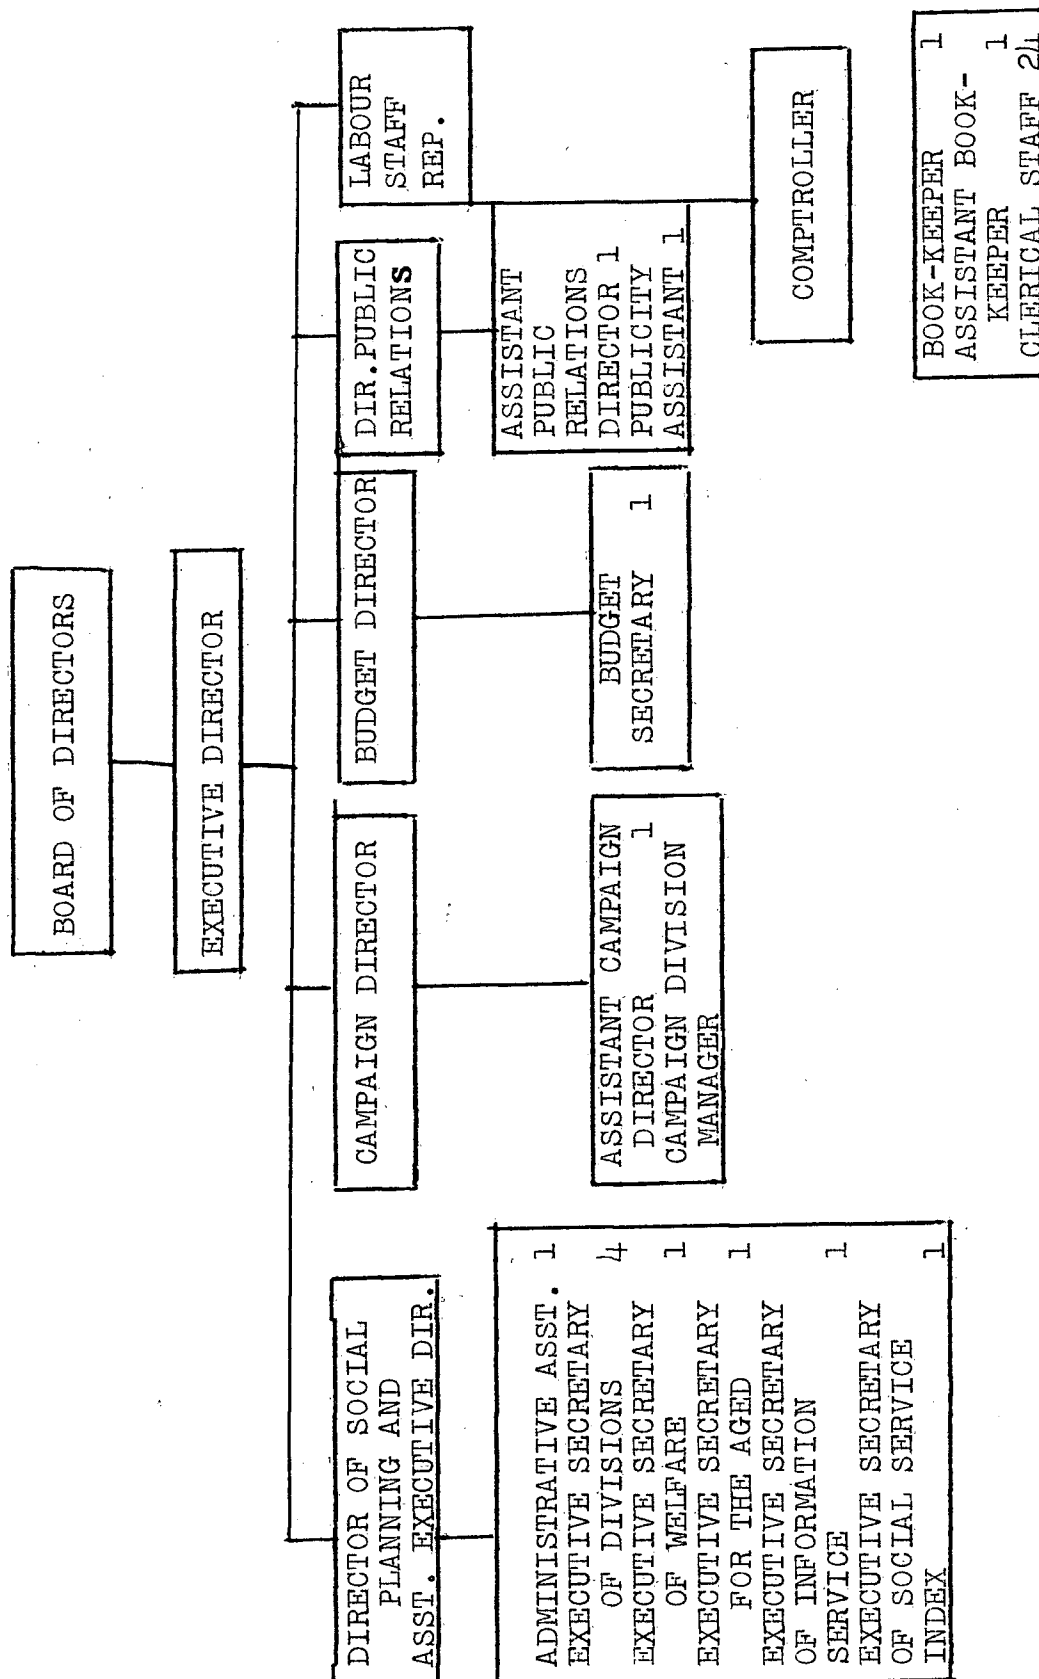 BOARD OF DIRECTORS
EXECUTIVE DIRECTOR
DIRECTOR OF SOCIAL
PLANNING AND
ASST. EXECUTIVE DIR.
CAMPAIGN DIRECTOR
BUDGET DIRECTOR
DIR.PUBLIC
RELATIONS
LABOUR
STAFF
REP.
ADMINISTRATIVE ASST. 1
EXECUTIVE SECRETARY
OF DIVISIONS 4
EXECUTIVE SECRETARY
OF WELFARE 1
EXECUTIVE SECRETARY
FOR THE AGED 1
EXECUTIVE SECRETARY
OF INFORMATION
SERVICE 1
EXECUTIVE SECRETARY
OF SOCIAL SERVICE
INDEX 1
ASSISTANT CAMPAIGN
DIRECTOR 1
CAMPAIGN DIVISION
MANAGER
BUDGET
SECRETARY 1
ASSISTANT
PUBLIC
RELATIONS
DIRECTOR 1
PUBLICITY
ASSISTANT 1
COMPTROLLER
BOOK-KEEPER 1
ASSISTANT BOOK-
KEEPER 1
CLERICAL STAFF 24